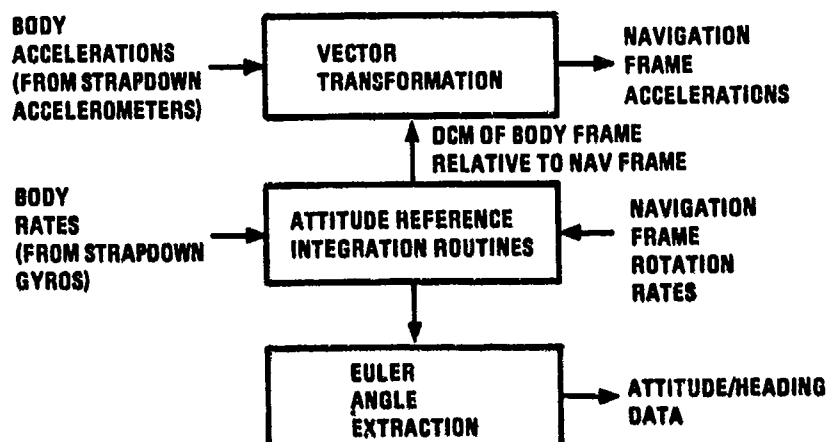 BODY
ACCELERATIONS
(FROM STRAPDOWN
ACCELEROMETERS)
VECTOR
TRANSFORMATION
NAVIGATION
FRAME
ACCELERATIONS
DCM OF BODY FRAME
RELATIVE TO NAV FRAME
BODY
RATES
(FROM STRAPDOWN
GYROS)
ATTITUDE REFERENCE
INTEGRATION ROUTINES
NAVIGATION
FRAME
ROTATION
RATES
EULER
ANGLE
EXTRACTION
ATTITUDE/HEADING
DATA